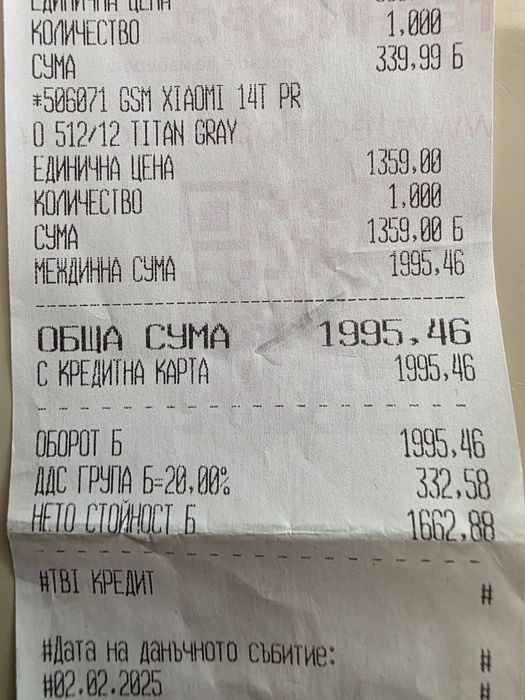 ЕДИНИЧНА ЦЕНА
КОЛИЧЕСТВО 1,000
СУМА 339,99 Б
*506071 GSM XIAOMI 14T PR
O 512/12 TITAN GRAY
ЕДИНИЧНА ЦЕНА 1359,00
КОЛИЧЕСТВО 1,000
СУМА 1359,00 Б
МЕЖДИННА СУМА 1995,46
ОБЩА СУМА 1995,46
С КРЕДИТНА КАРТА 1995,46
ОБОРОТ Б 1995,46
ДДС ГРУПА Б=20,00% 332,58
НЕТО СТОЙНОСТ Б 1662,88
#TBI КРЕДИТ #
#Дата на данъчното събитие: #
#02.02.2025 #